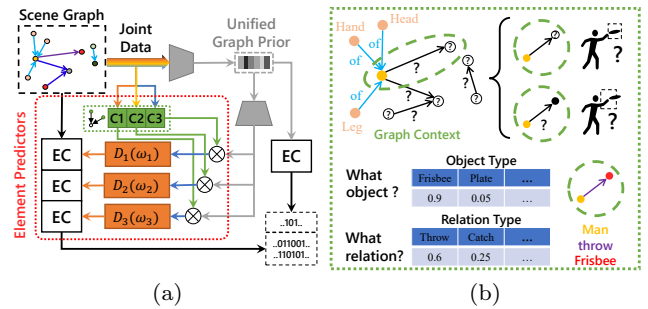 Scene Graph
Joint
Data
Unified
Graph Prior
C1 C2 C3
Element Predictors
EC
EC
EC
D₁(ω₁)
D₂(ω₂)
D₃(ω₃)
EC
..101..
..011001..
..110101..
(a)
Head
Hand
of
of
of
Leg
?
?
?
?
?
?
?
?
Graph Context
?
?
?
?
What
object ?
Object Type
Frisbee Plate ...
0.9 0.05 ...
What
relation?
Relation Type
Throw Catch ...
0.6 0.25 ...
Man
throw
Frisbee
(b)